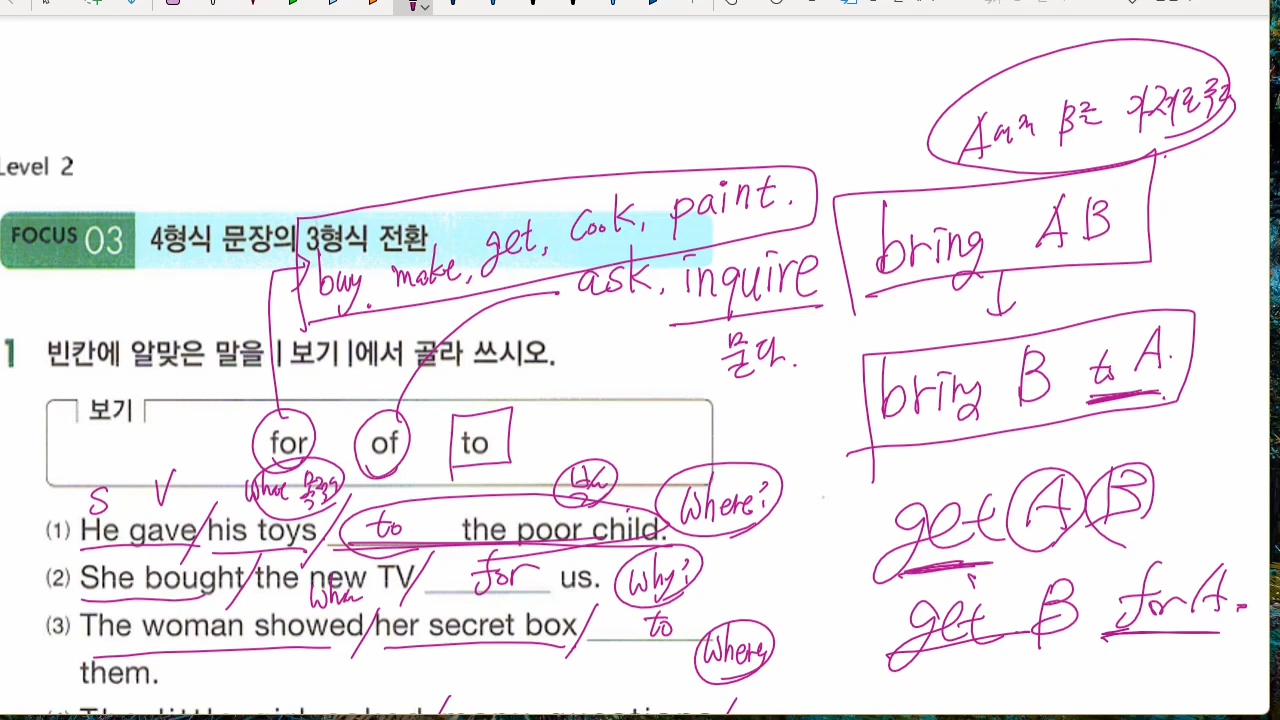 A에게 B를 가져다주다
Level 2
FOCUS 03 4형식 문장의 3형식 전환
buy, make, get, cook, paint.
ask, inquire
묻다.
bring A B
bring B to A.
1 빈칸에 알맞은 말을 |보기|에서 골라 쓰시오.
보기
for of to
S V
What
Where?
(1) He gave his toys to the poor child.
get A B
(2) She bought the new TV for us. Why?
What
get B for A.
(3) The woman showed her secret box to
them. Where